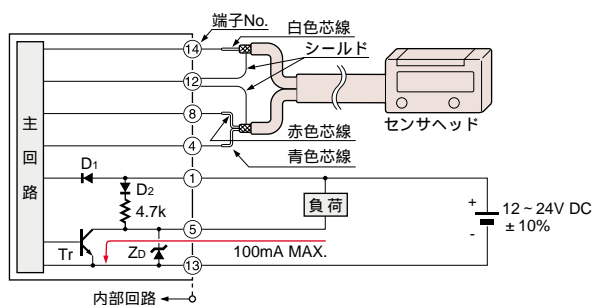 端子No.
白色芯線
シールド
14
12
8
4
赤色芯線
青色芯線
センサヘッド
主回路
D1
D2
4.7k
1
負荷
+
-
12~24V DC
±10%
5
Tr
ZD
100mA MAX.
13
内部回路